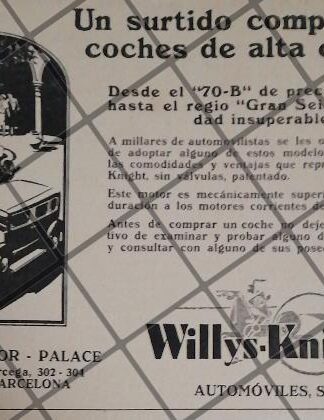 Un surtido comp
coches de alta c
Desde el "70-B" de prec
hasta el regio "Gran Sei
dad insuperable
A millares de automovilistas se les o
de adoptar alguno de estos modelo
las comodidades y ventajas que rep
Knight, sin válvulas, patentado.
Este motor es mecánicamente super
duración a los motores corrientes de
Antes de comprar un coche no deje
tivo de examinar y probar alguno d
y consultar con alguno de sus posee
Willys-Kni
OR - PALACE
rcega, 302 - 304
ARCELONA
AUTOMÓVILES, S.